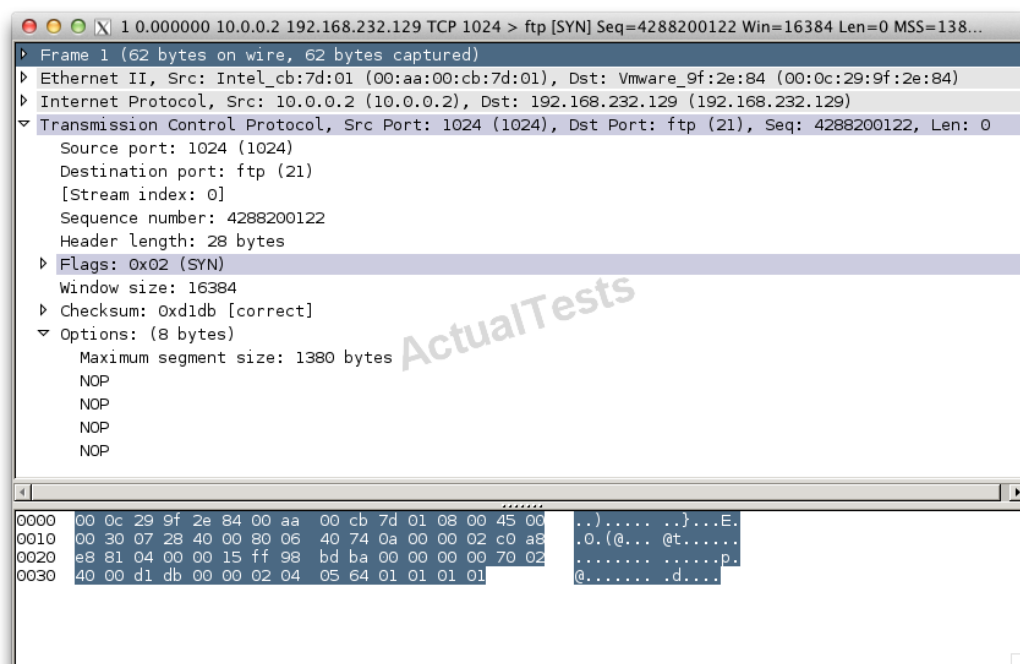 1 0.000000 10.0.0.2 192.168.232.129 TCP 1024 > ftp [SYN] Seq=4288200122 Win=16384 Len=0 MSS=138...
Frame 1 (62 bytes on wire, 62 bytes captured)
Ethernet II, Src: Intel_cb:7d:01 (00:aa:00:cb:7d:01), Dst: Vmware_9f:2e:84 (00:0c:29:9f:2e:84)
Internet Protocol, Src: 10.0.0.2 (10.0.0.2), Dst: 192.168.232.129 (192.168.232.129)
Transmission Control Protocol, Src Port: 1024 (1024), Dst Port: ftp (21), Seq: 4288200122, Len: 0
Source port: 1024 (1024)
Destination port: ftp (21)
[Stream index: 0]
Sequence number: 4288200122
Header length: 28 bytes
Flags: 0x02 (SYN)
Window size: 16384
Checksum: 0xd1db [correct]
Options: (8 bytes)
Maximum segment size: 1380 bytes
NOP
NOP
NOP
NOP
ActualTests
0000 00 0c 29 9f 2e 84 00 aa 00 cb 7d 01 08 00 45 00 ..)..... ..}...E.
0010 00 30 07 28 40 00 80 06 40 74 0a 00 00 02 c0 a8 .0.(@... @t......
0020 e8 81 04 00 00 15 ff 98 bd ba 00 00 00 00 70 02 ........ ......p.
0030 40 00 d1 db 00 00 02 04 05 64 01 01 01 01 @....... .d....